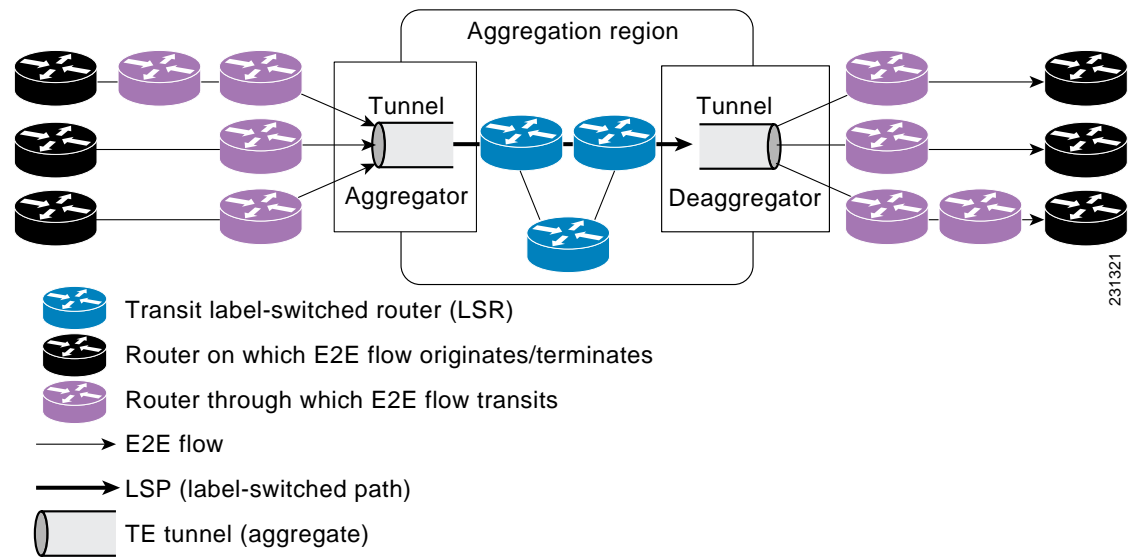 Aggregation region
Tunnel
Tunnel
Aggregator
Deaggregator
231321
Transit label-switched router (LSR)
Router on which E2E flow originates/terminates
Router through which E2E flow transits
E2E flow
LSP (label-switched path)
TE tunnel (aggregate)